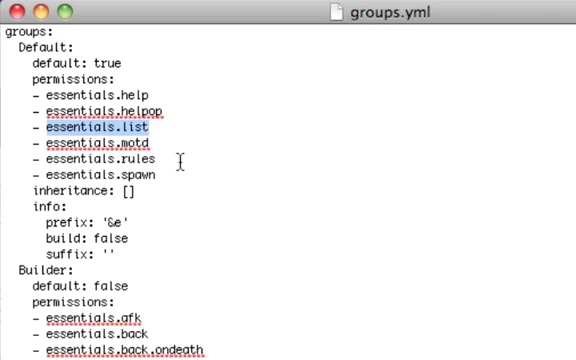 groups.yml
groups:
Default:
default: true
permissions:
- essentials.help
- essentials.helpop
- essentials.list
- essentials.motd
- essentials.rules
- essentials.spawn
inheritance: []
info:
prefix: '&e'
build: false
suffix: ''
Builder:
default: false
permissions:
- essentials.afk
- essentials.back
- essentials.back.ondeath